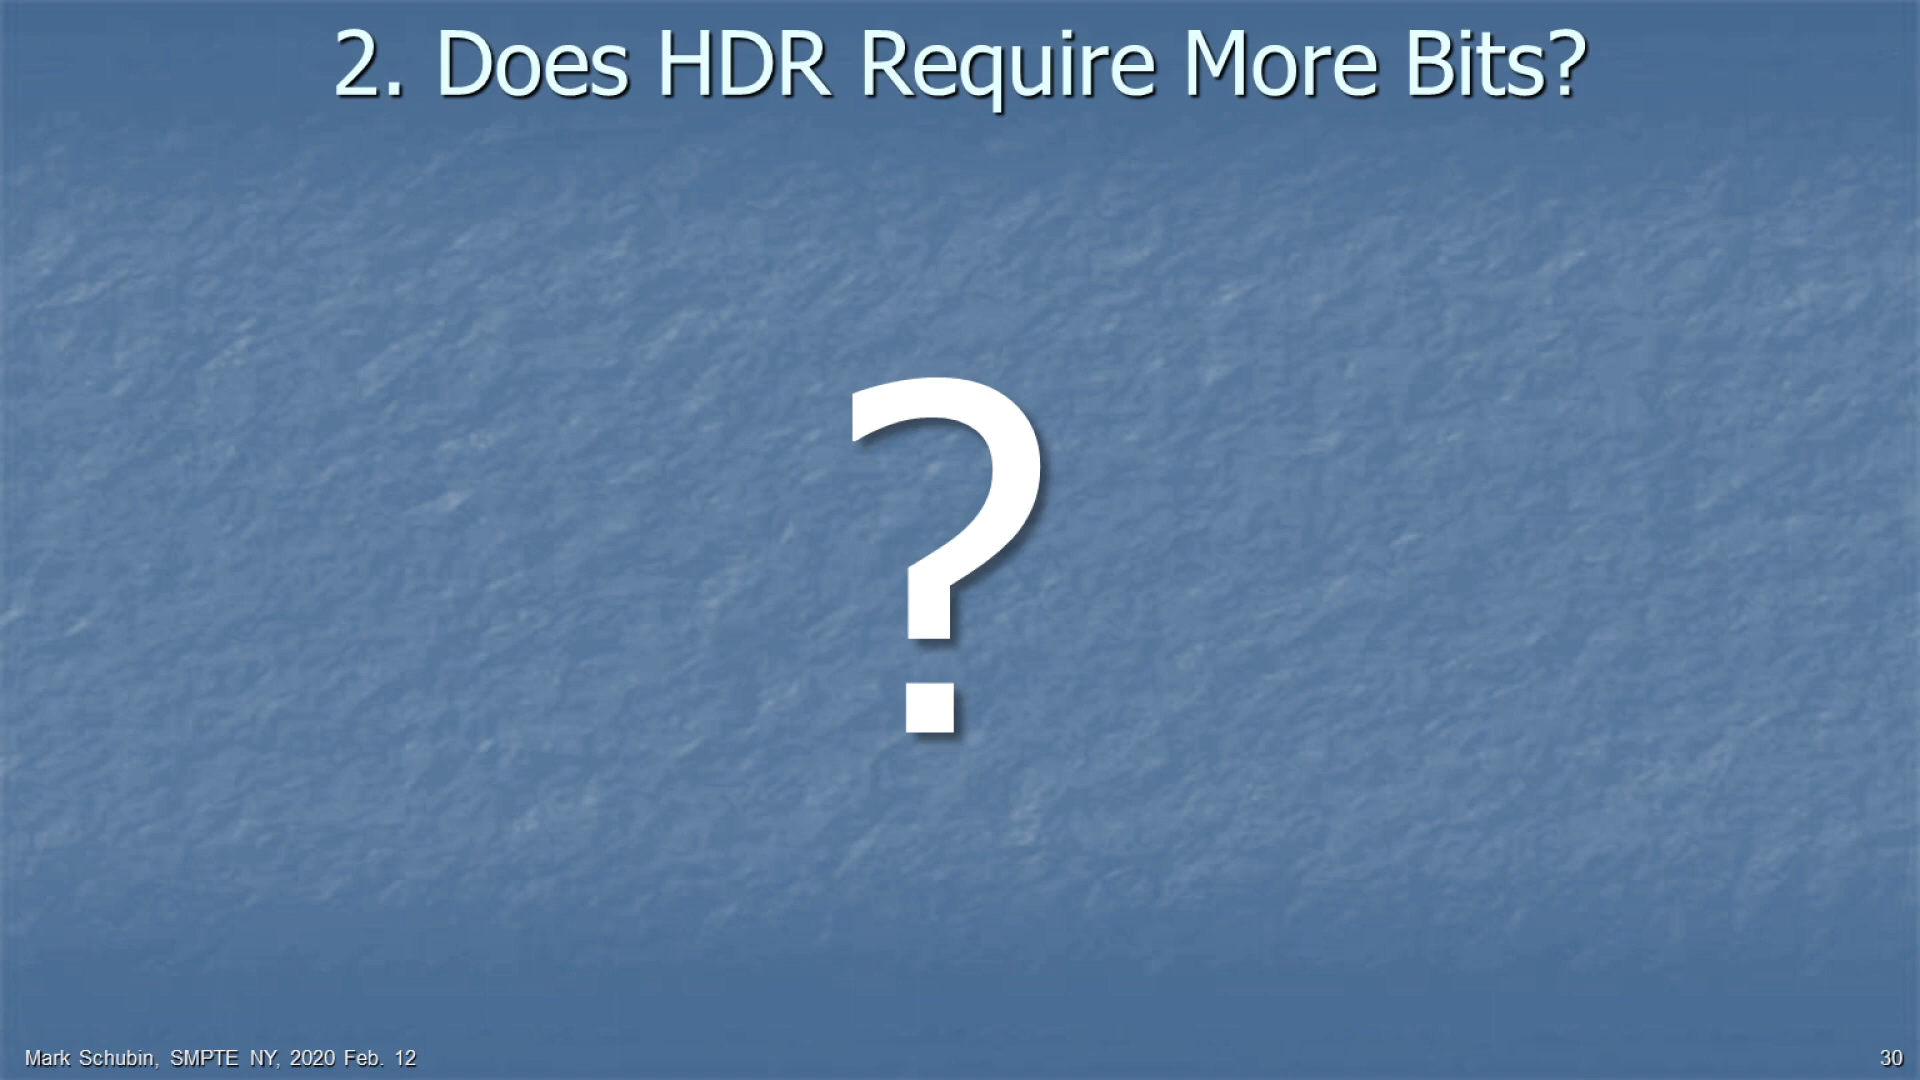 2. Does HDR Require More Bits?
?
Mark Schubin, SMPTE NY, 2020 Feb. 12
30